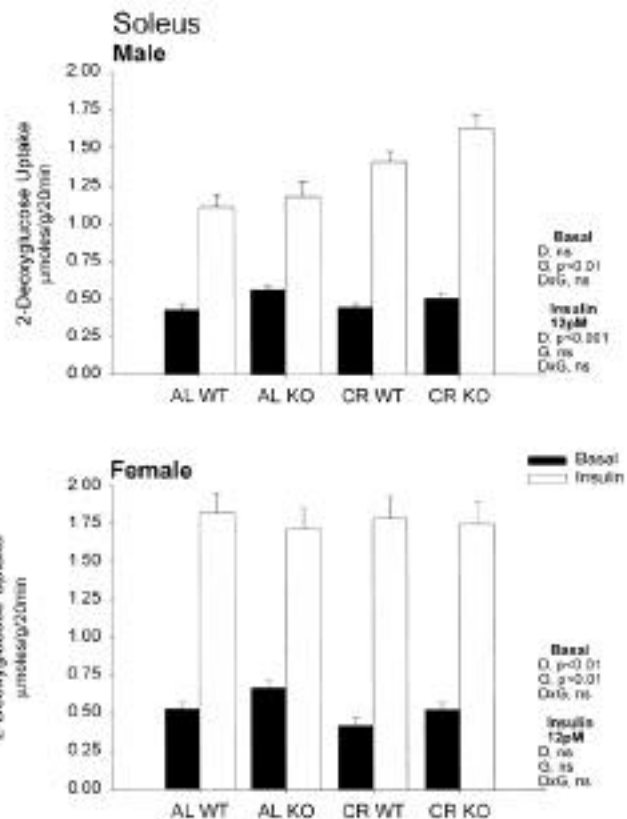 Soleus
Male
2-Deoxyglucose Uptake
µmoles/g/20min
2.00
1.75
1.50
1.25
1.00
0.75
0.50
0.25
0.00
AL WT AL KO CR WT CR KO
Basal
D, ns
G, p<0.01
DxG, ns
Insulin
12pM
D, p<0.001
G, ns
DxG, ns
Female
Basal
Insulin
µmoles/g/20min
2.00
1.75
1.50
1.25
1.00
0.75
0.50
0.25
0.00
AL WT AL KO CR WT CR KO
Basal
D, p<0.01
G, p<0.01
DxG, ns
Insulin
12pM
D, ns
G, ns
DxG, ns